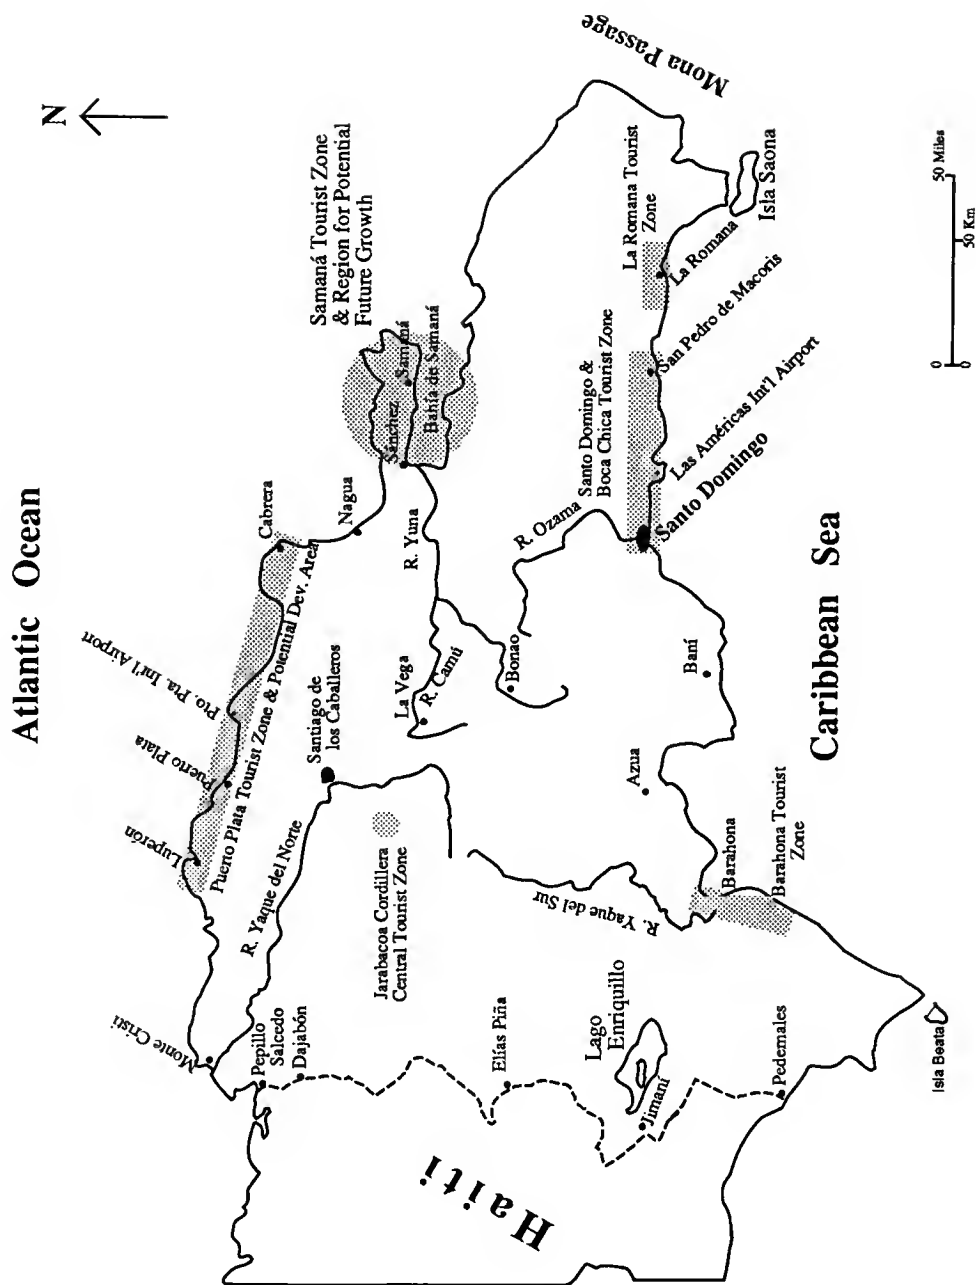 Atlantic Ocean
N
Pto. Pta. Int'l Airport
Puerto Plata
Luperón
Monte Cristi
Cabrera
Nagua
Puerto Plata Tourist Zone & Potential Dev. Area
Samaná Tourist Zone
& Region for Potential
Future Growth
Mona Passage
Santiago de
los Caballeros
R. Yaque del Norte
Pepillo
Salcedo
Dajabón
Sánchez
Samaná
Bahía de Samaná
R. Yuna
La Vega
R. Camú
Jarabacoa Cordillera
Central Tourist Zone
Bonao
R. Ozama
Santo Domingo &
Boca Chica Tourist Zone
La Romana Tourist
Zone
Haiti
Elías Piña
R. Yaque del Sur
Lago
Enriquillo
Jimaní
Azua
Baní
Santo Domingo
Las Américas Int'l Airport
San Pedro de Macoris
La Romana
Isla Saona
Barahona
Barahona Tourist
Zone
Pedernales
Caribbean Sea
Isla Beata
0
50 Miles
0
50 Km